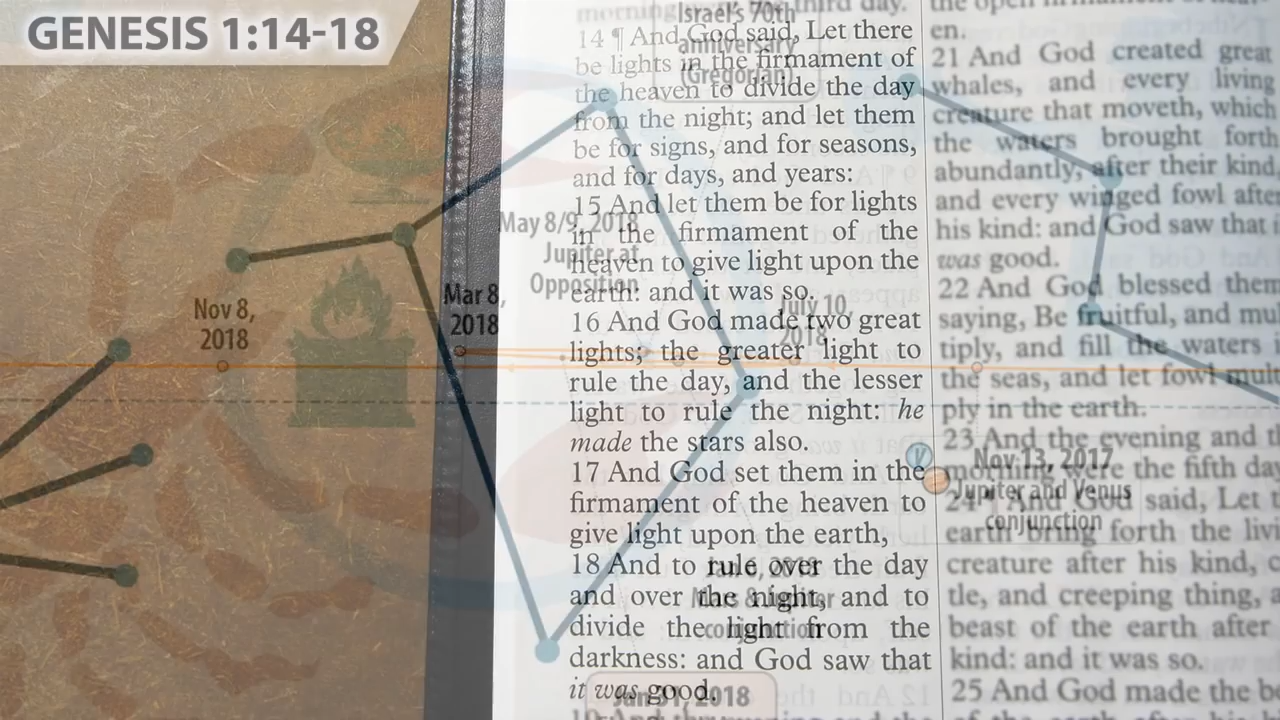 GENESIS 1:14-18
Israel's 70th
anniversary
(Gregorian)
third day.
14 ¶ And God said, Let there
be lights in the firmament of
the heaven to divide the day
from the night; and let them
be for signs, and for seasons,
and for days, and years:
15 And let them be for lights
in the firmament of the
heaven to give light upon the
earth: and it was so.
16 And God made two great
lights; the greater light to
rule the day, and the lesser
light to rule the night: he
made the stars also.
17 And God set them in the
firmament of the heaven to
give light upon the earth,
18 And to rule over the day
and over the night, and to
divide the light from the
darkness: and God saw that
it was good.
en.
21 And God created great
whales, and every living
creature that moveth, which
the waters brought forth
abundantly, after their kind,
and every winged fowl after
his kind: and God saw that
was good.
22 And God blessed them
saying, Be fruitful, and mul
tiply, and fill the waters i
the seas, and let fowl mult
ply in the earth.
23 And the evening and th
morning were the fifth day
24 ¶ And God said, Let t
earth bring forth the livi
creature after his kind, c
tle, and creeping thing, a
beast of the earth after
kind: and it was so.
25 And God made the be
Nov 8,
2018
Mar 8,
2018
May 8/9, 2018
Jupiter at
Opposition
July 10,
2018
Nov 13, 2017
Jupiter and Venus
conjunction
Jan 6, 2018
Mars & Jupiter
conjunction
Jan 31, 2018